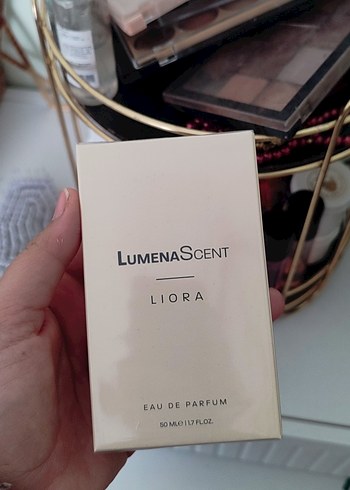 LUMENASCENT
LIORA
EAU DE PARFUM
50 ML℮ | 1.7 FL.OZ.